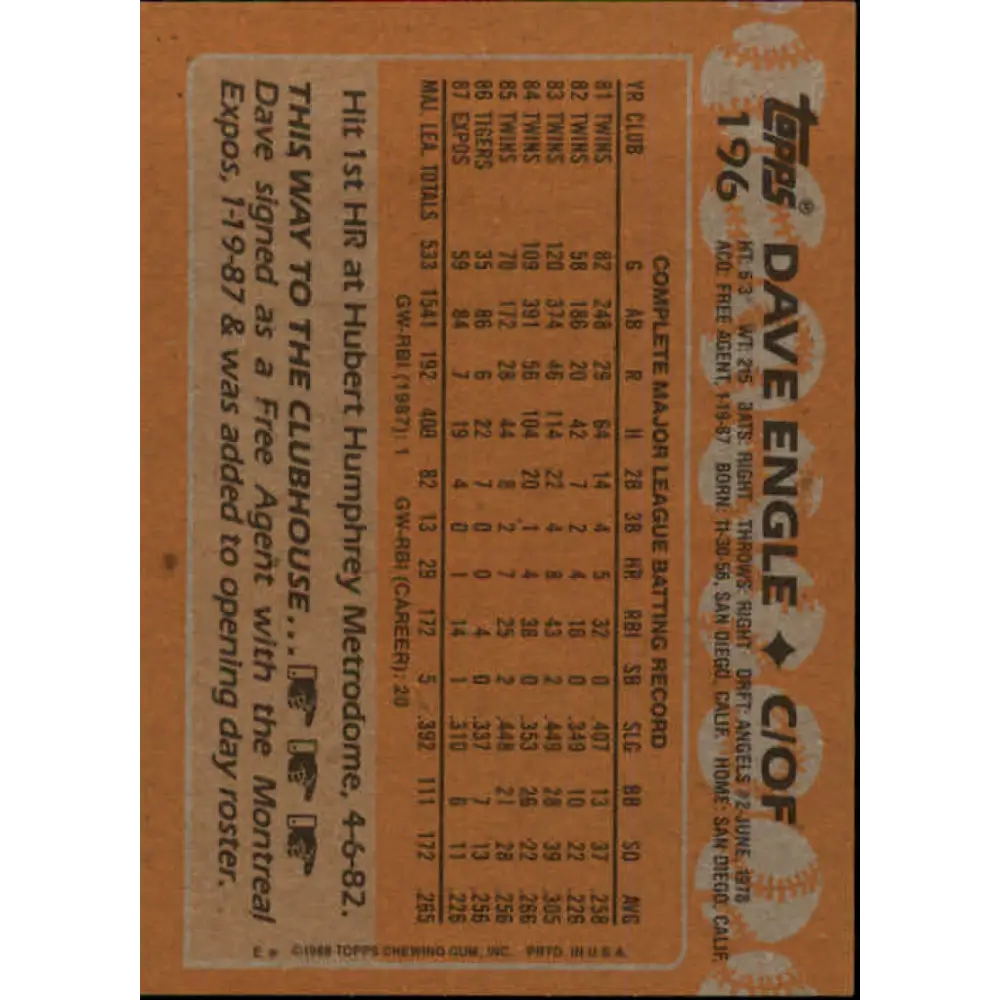 topps® DAVE ENGLE ✦ C/OF
196 HT: 6'3" WT: 215 BATS: RIGHT THROWS: RIGHT DRFT: ANGELS #2-JUNE, 1978
ACQ: FREE AGENT, 1-19-87 BORN: 11-30-56, SAN DIEGO, CALIF. HOME: SAN DIEGO, CALIF.
COMPLETE MAJOR LEAGUE BATTING RECORD
YR CLUB G AB R H 2B 3B HR RBI SB SLG BB SO AVG
81 TWINS 82 248 29 64 14 4 5 32 0 .407 13 37 .258
82 TWINS 58 186 20 42 7 2 4 16 0 .349 10 22 .226
83 TWINS 120 374 46 114 22 4 8 43 2 .449 28 39 .305
84 TWINS 109 391 56 104 20 1 4 38 0 .353 26 22 .266
85 TWINS 70 172 28 44 8 2 7 25 2 .448 21 28 .256
86 TIGERS 35 86 6 22 7 0 0 4 0 .337 7 13 .256
87 EXPOS 59 84 7 19 4 0 1 14 1 .310 6 11 .226
MAJ. LEA. TOTALS 533 1541 192 408 82 13 29 172 5 .392 111 172 .265
GW-RBI (1987): 1 GW-RBI (CAREER): 20
Hit 1st HR at Hubert Humphrey Metrodome, 4-6-82.
THIS WAY TO THE CLUBHOUSE...
Dave signed as a Free Agent with the Montreal
Expos, 1-19-87 & was added to opening day roster.
E * ©1988 TOPPS CHEWING GUM, INC. PRTD. IN U.S.A.